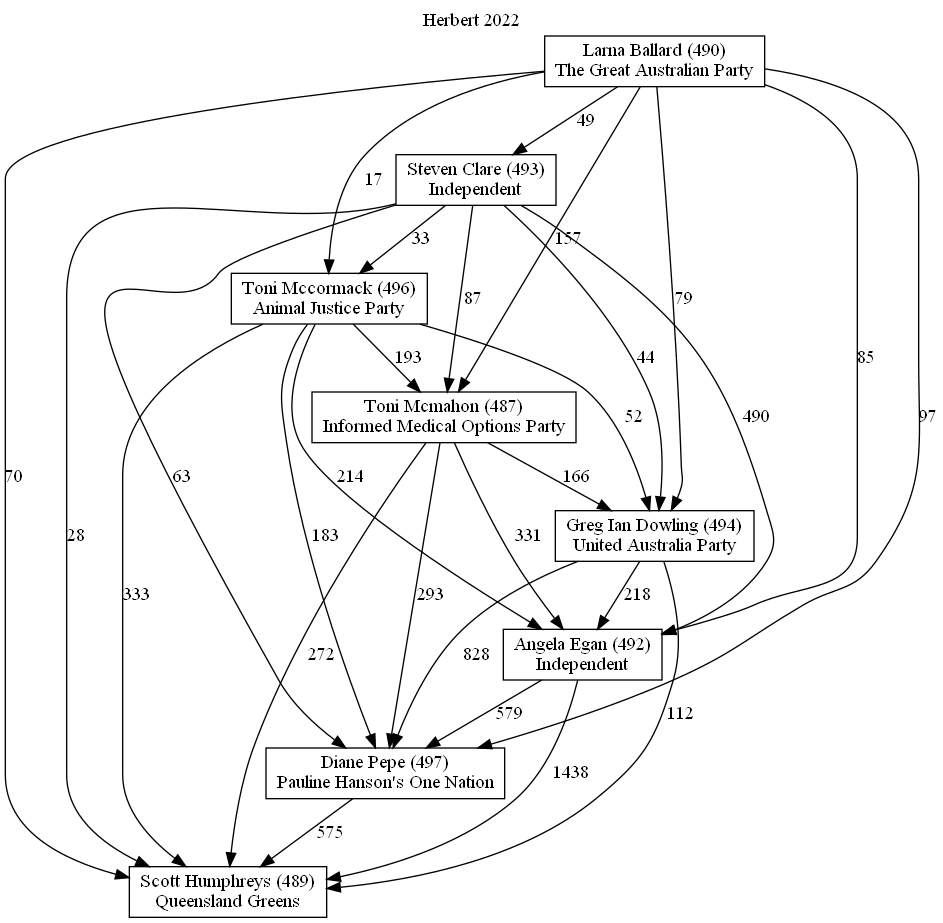 Herbert 2022
Larna Ballard (490)
The Great Australian Party
49
Steven Clare (493)
Independent
17
33
157
Toni Mccormack (496)
Animal Justice Party
87
79
193
44
85
Toni Mcmahon (487)
Informed Medical Options Party
52
490
97
70
63
214
166
28
183
331
Greg Ian Dowling (494)
United Australia Party
333
293
218
272
828
Angela Egan (492)
Independent
579
112
Diane Pepe (497)
Pauline Hanson's One Nation
1438
575
Scott Humphreys (489)
Queensland Greens